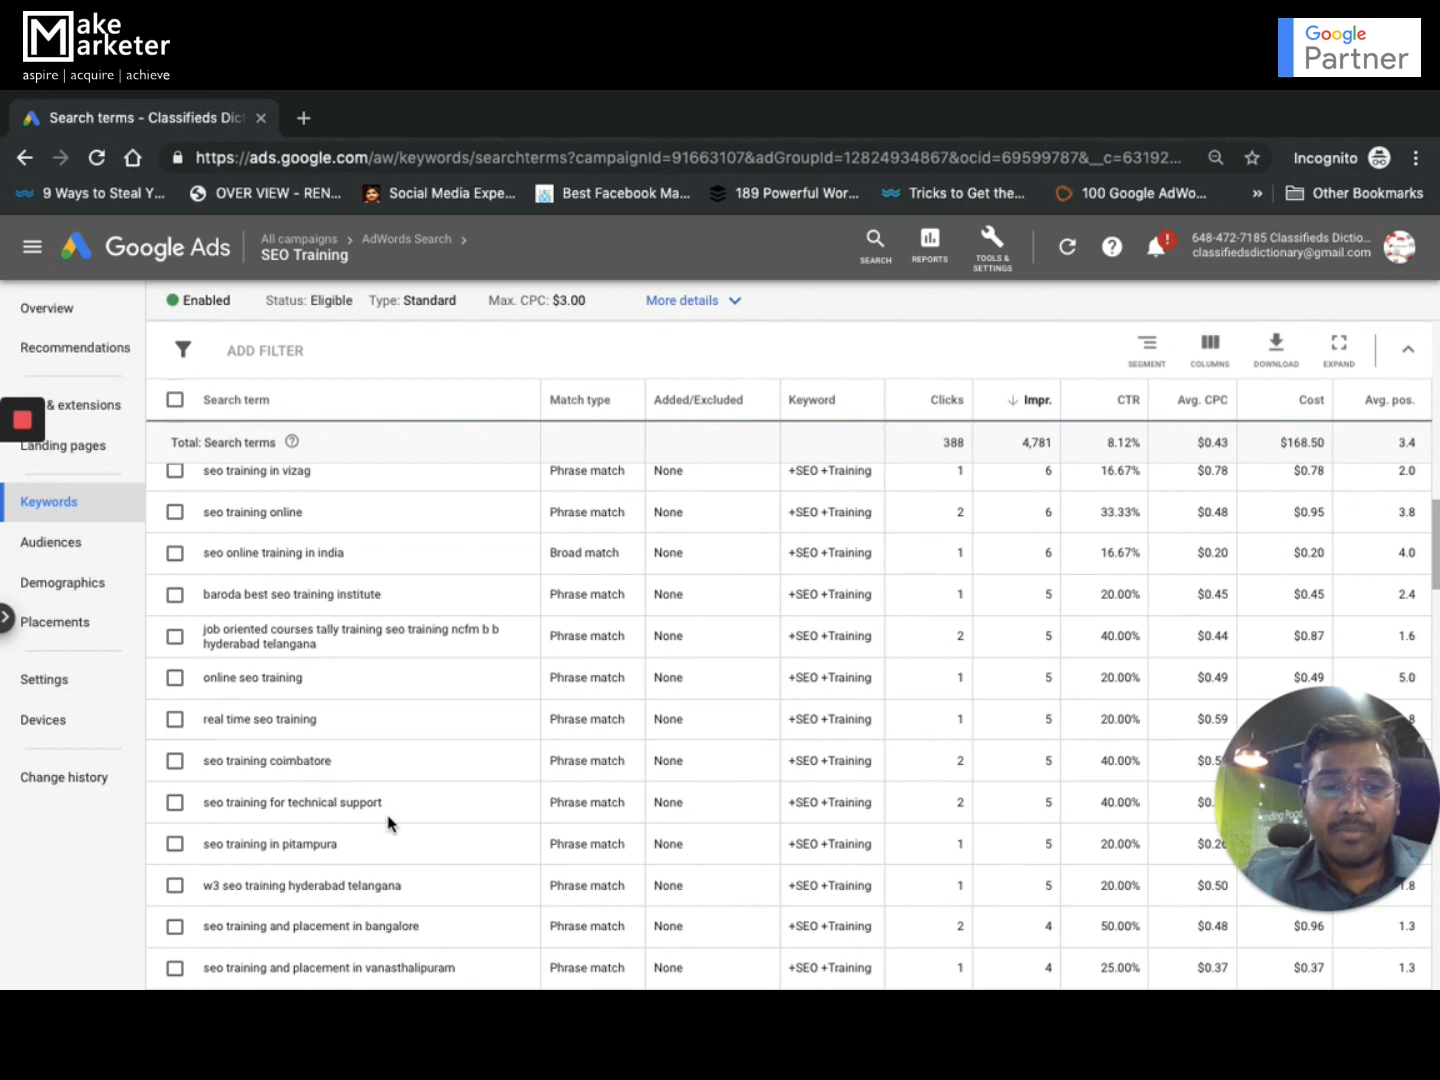 Make
Marketer
aspire | acquire | achieve
Google
Partner
Search terms - Classifieds Dic
https://ads.google.com/aw/keywords/searchterms?campaignId=91663107&adGroupId=12824934867&ocid=69599787&__c=63192...
Incognito
9 Ways to Steal Y... OVER VIEW - REN... Social Media Expe... Best Facebook Ma... 189 Powerful Wor... Tricks to Get the... 100 Google AdWo... » Other Bookmarks
Google Ads
All campaigns > AdWords Search >
SEO Training
SEARCH
REPORTS
TOOLS &
SETTINGS
648-472-7185 Classifieds Dictio...
classifiedsdictionary@gmail.com
Overview
Recommendations
& extensions
Landing pages
Keywords
Audiences
Demographics
Placements
Settings
Devices
Change history
Enabled Status: Eligible Type: Standard Max. CPC: $3.00 More details
ADD FILTER
SEGMENT COLUMNS DOWNLOAD EXPAND
Search term Match type Added/Excluded Keyword Clicks Impr. CTR Avg. CPC Cost Avg. pos.
Total: Search terms 388 4,781 8.12% $0.43 $168.50 3.4
seo training in vizag Phrase match None +SEO +Training 1 6 16.67% $0.78 $0.78 2.0
seo training online Phrase match None +SEO +Training 2 6 33.33% $0.48 $0.95 3.8
seo online training in india Broad match None +SEO +Training 1 6 16.67% $0.20 $0.20 4.0
baroda best seo training institute Phrase match None +SEO +Training 1 5 20.00% $0.45 $0.45 2.4
job oriented courses tally training seo training ncfm b b
hyderabad telangana Phrase match None +SEO +Training 2 5 40.00% $0.44 $0.87 1.6
online seo training Phrase match None +SEO +Training 1 5 20.00% $0.49 $0.49 5.0
real time seo training Phrase match None +SEO +Training 1 5 20.00% $0.59 8
seo training coimbatore Phrase match None +SEO +Training 2 5 40.00% $0.5
seo training for technical support Phrase match None +SEO +Training 2 5 40.00% $0.
seo training in pitampura Phrase match None +SEO +Training 1 5 20.00% $0.2
w3 seo training hyderabad telangana Phrase match None +SEO +Training 1 5 20.00% $0.50 1.8
seo training and placement in bangalore Phrase match None +SEO +Training 2 4 50.00% $0.48 $0.96 1.3
seo training and placement in vanasthalipuram Phrase match None +SEO +Training 1 4 25.00% $0.37 $0.37 1.3